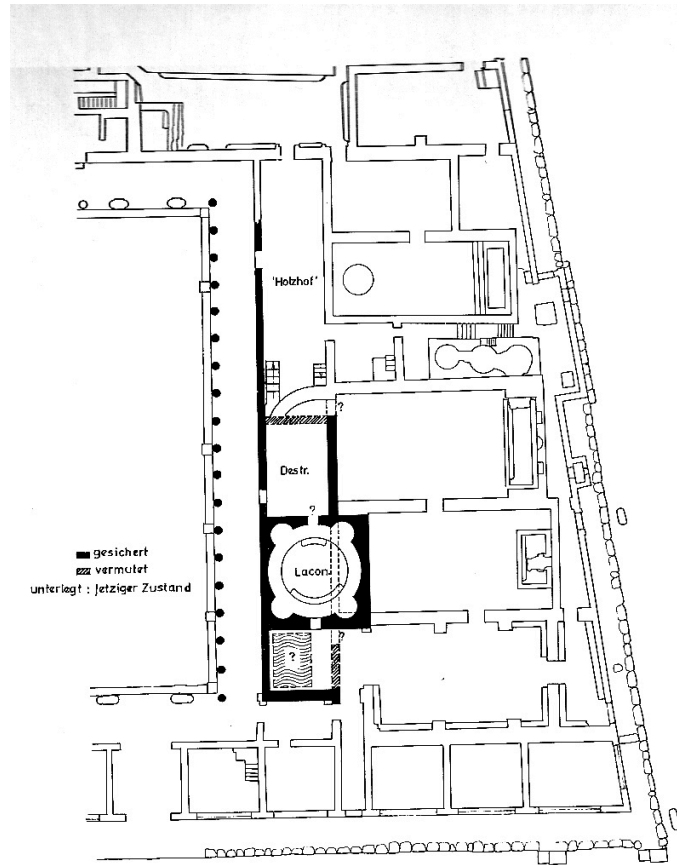 'Holzhof'
?
Destr.
?
Lacon.
gesichert
vermutet
unterlegt : jetziger Zustand
?
?